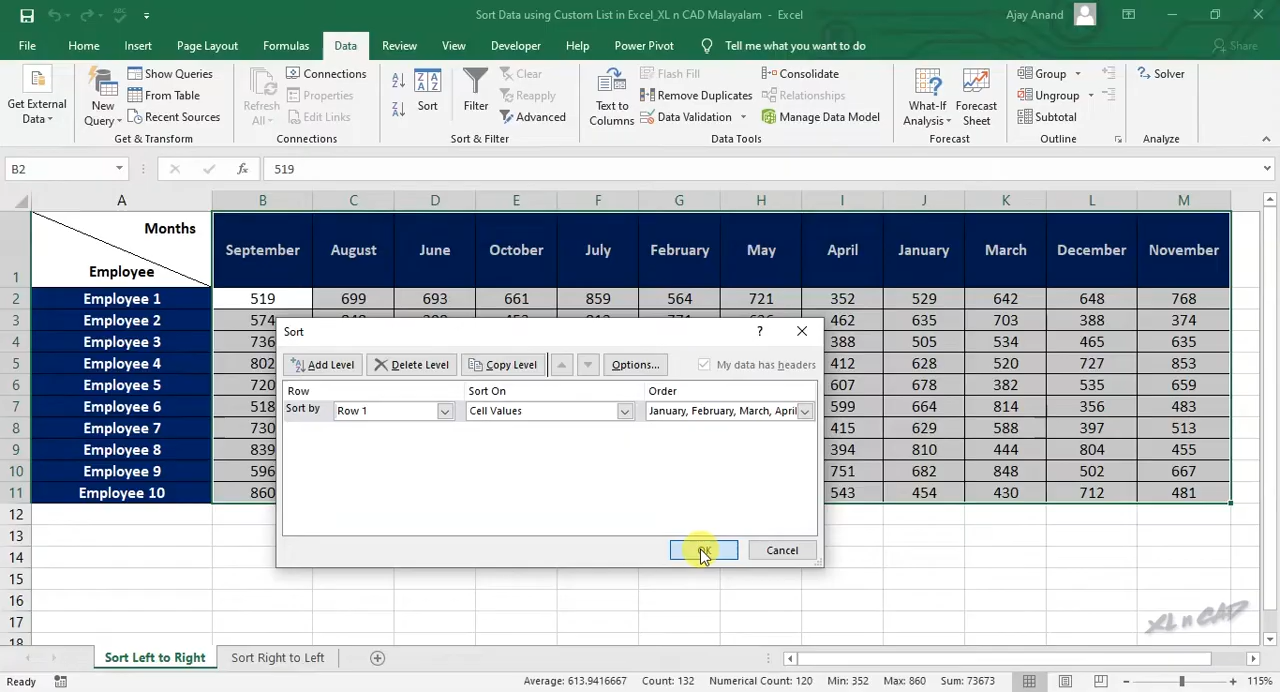 Sort Data using Custom List in Excel_XL n CAD Malayalam - Excel
Ajay Anand
File Home Insert Page Layout Formulas Data Review View Developer Help Power Pivot Tell me what you want to do Share
Get External Data
New Query
Show Queries
From Table
Recent Sources
Get & Transform
Refresh All
Connections
Properties
Edit Links
Connections
Sort
Filter
Clear
Reapply
Advanced
Sort & Filter
Text to Columns
Flash Fill
Remove Duplicates
Data Validation
Consolidate
Relationships
Manage Data Model
Data Tools
What-If Analysis
Forecast Sheet
Forecast
Group
Ungroup
Subtotal
Outline
Solver
Analyze
B2 fx 519
A B C D E F G H I J K L M
Months
Employee
1 September August June October July February May April January March December November
2 Employee 1 519 699 693 661 859 564 721 352 529 642 648 768
3 Employee 2 574 462 635 703 388 374
4 Employee 3 736 388 505 534 465 635
5 Employee 4 802 412 628 520 727 853
6 Employee 5 720 607 678 382 535 659
7 Employee 6 518 599 664 814 356 483
8 Employee 7 730 415 629 588 397 513
9 Employee 8 839 394 810 444 804 455
10 Employee 9 596 751 682 848 502 667
11 Employee 10 860 543 454 430 712 481
12
13
14
15
16
17
18
Sort ?
Add Level Delete Level Copy Level Options... My data has headers
Row Sort On Order
Sort by Row 1 Cell Values January, February, March, April
OK Cancel
XL n CAD
Sort Left to Right Sort Right to Left
Ready Average: 613.9416667 Count: 132 Numerical Count: 120 Min: 352 Max: 860 Sum: 73673 115%